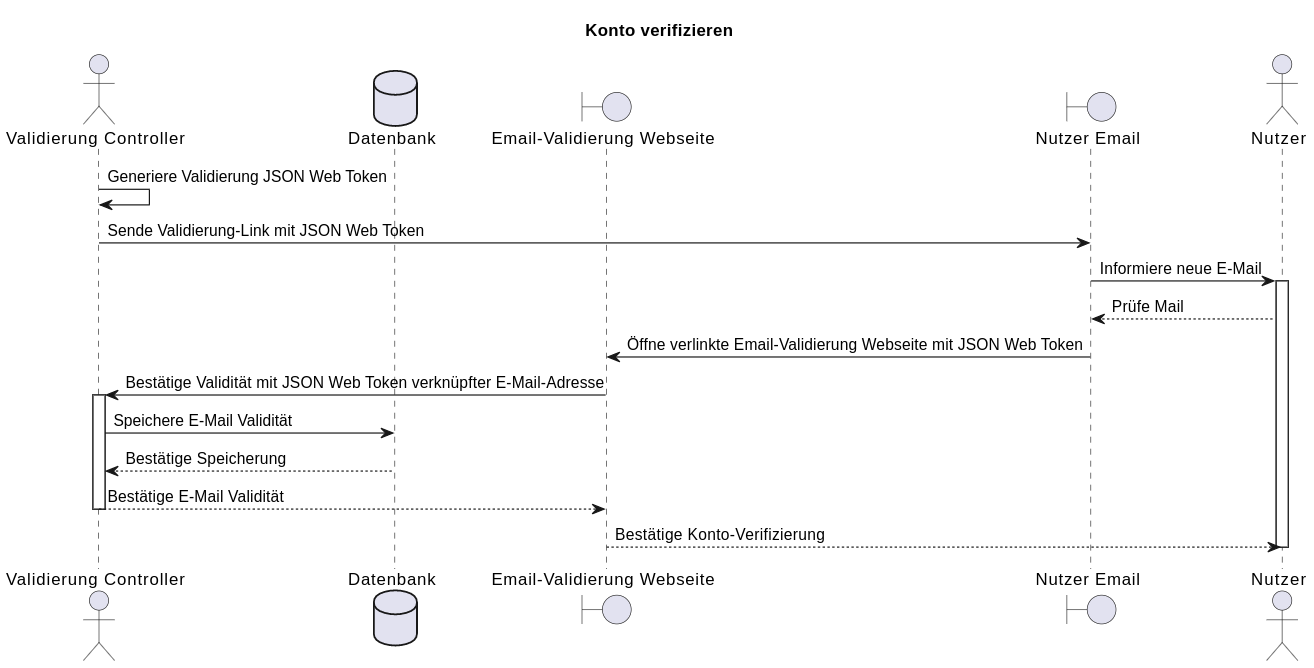 Konto verifizieren
Validierung Controller
Datenbank
Email-Validierung Webseite
Nutzer Email
Nutzer
Generiere Validierung JSON Web Token
Sende Validierung-Link mit JSON Web Token
Informiere neue E-Mail
Prüfe Mail
Öffne verlinkte Email-Validierung Webseite mit JSON Web Token
Bestätige Validität mit JSON Web Token verknüpfter E-Mail-Adresse
Speichere E-Mail Validität
Bestätige Speicherung
Bestätige E-Mail Validität
Bestätige Konto-Verifizierung
Validierung Controller
Datenbank
Email-Validierung Webseite
Nutzer Email
Nutzer